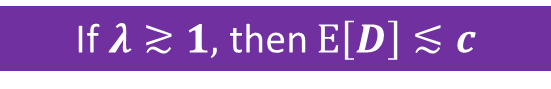 If λ ≳ 1, then E[D] ≲ c